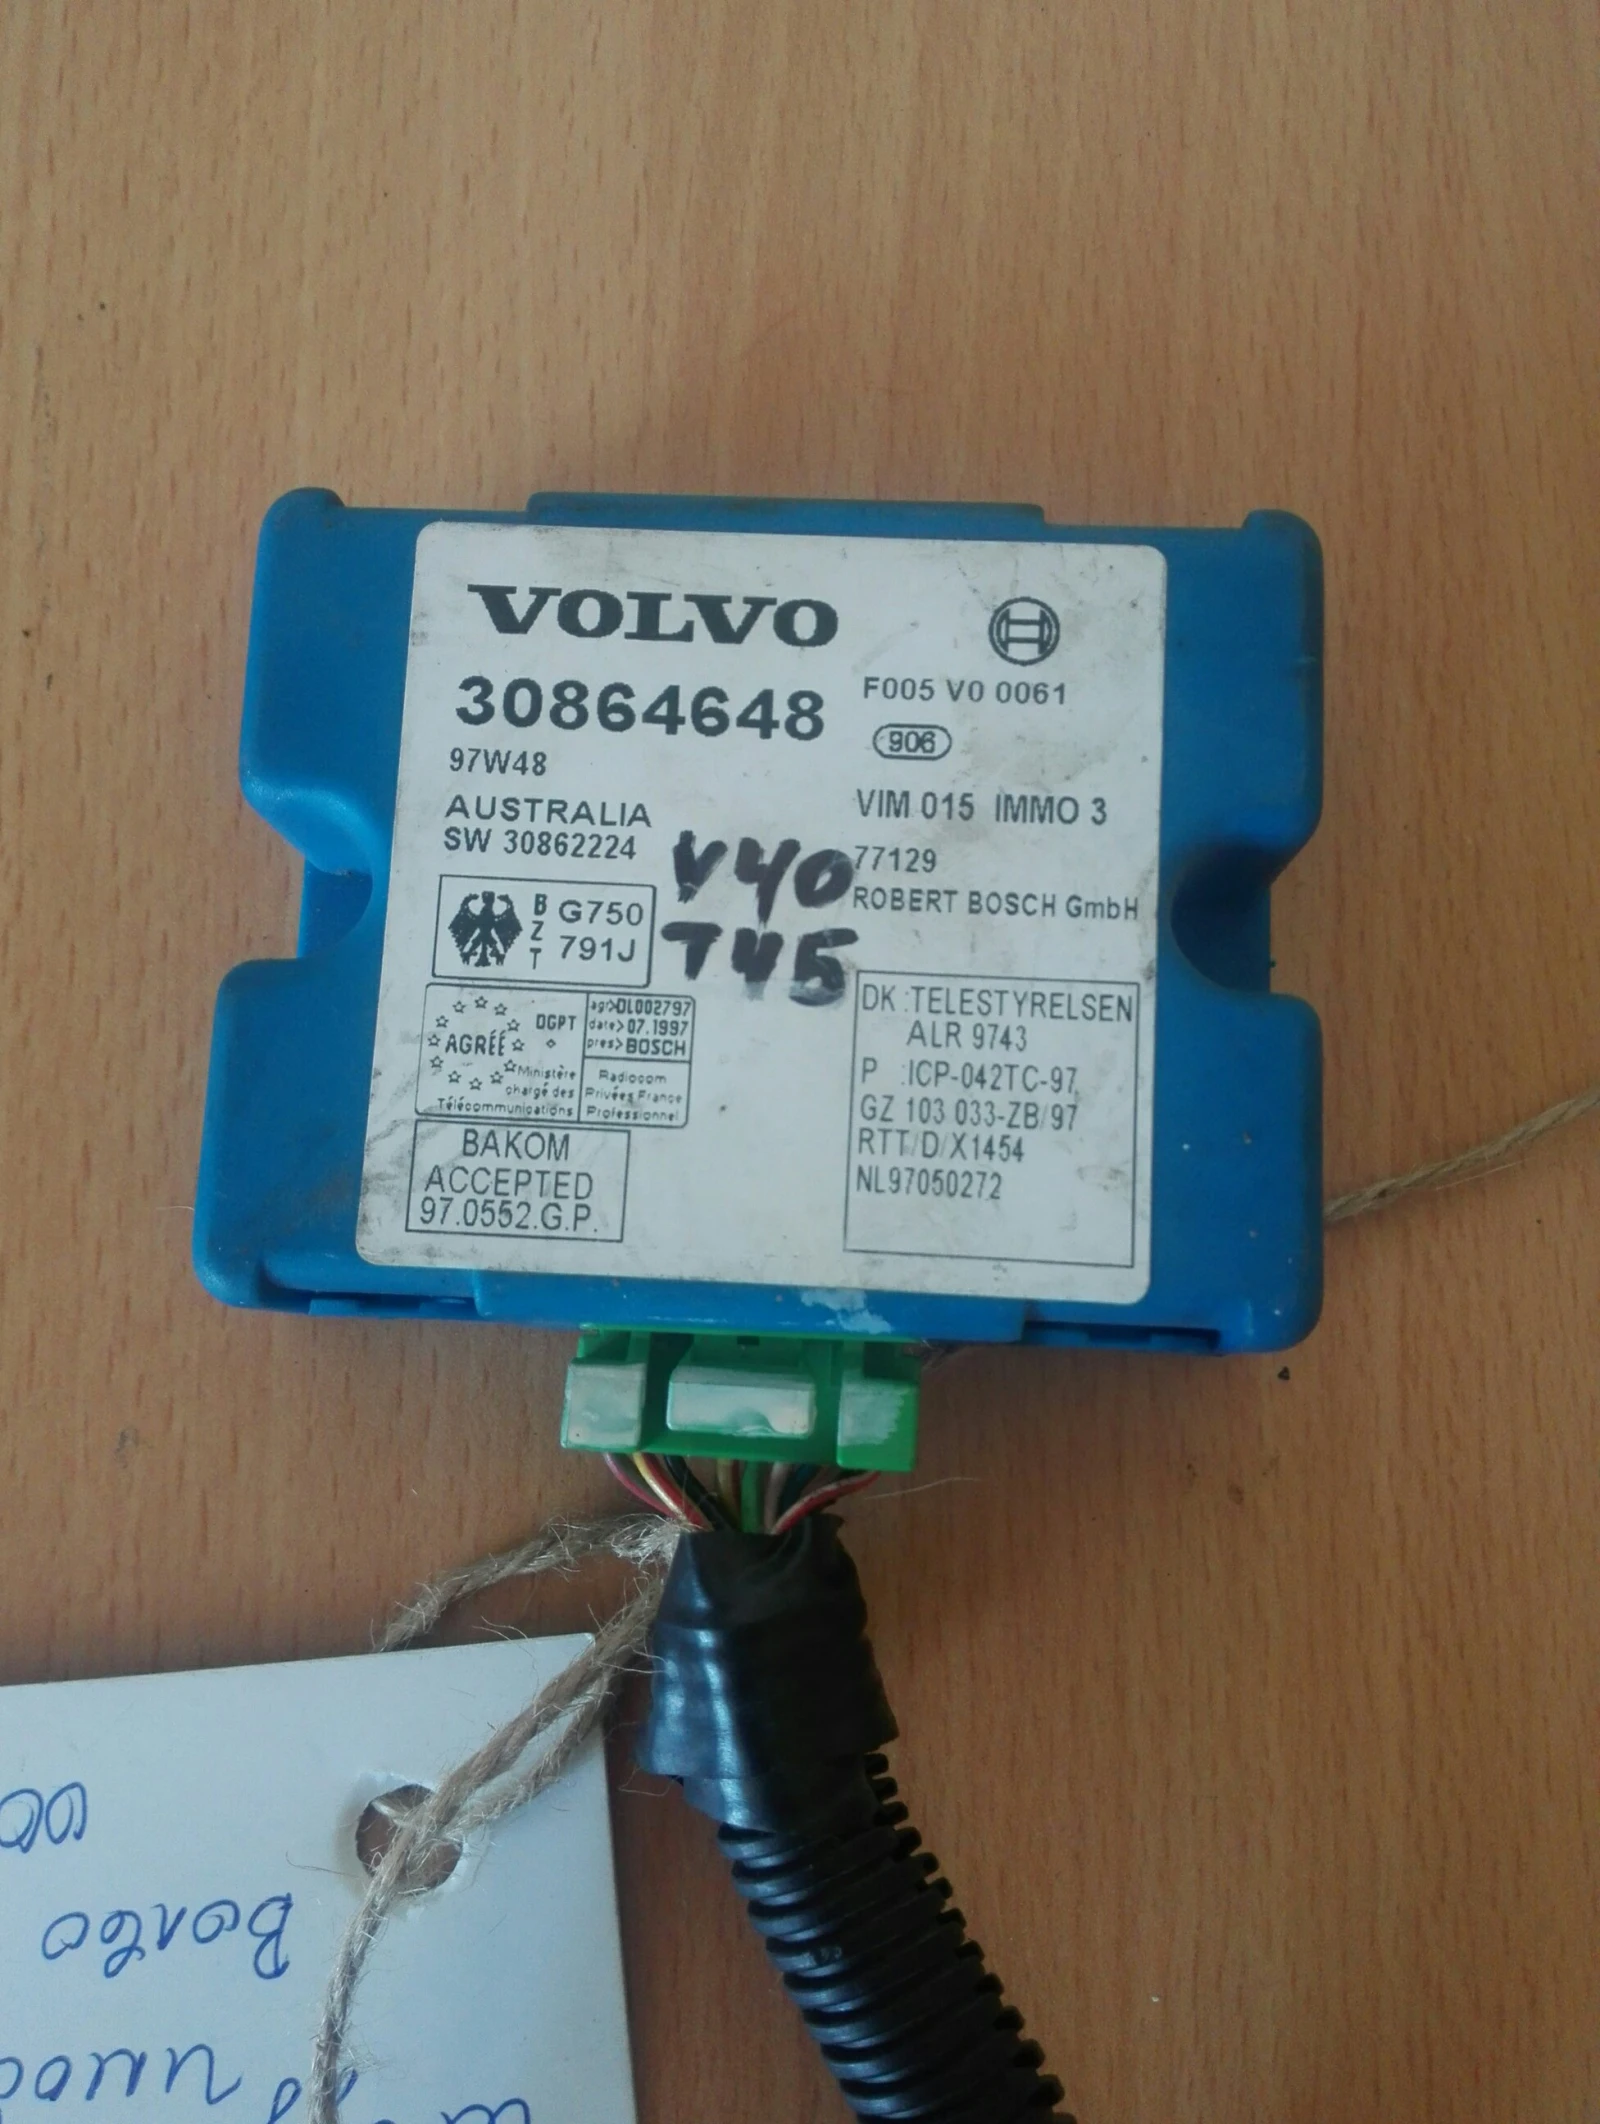 VOLVO
30864648
97W48
AUSTRALIA
SW 30862224
F005 V0 0061
906
VIM 015 IMMO 3
77129
ROBERT BOSCH GmbH
V40
T45
BZT
G750
791J
AGRÉÉ
DGPT
Ministère
chargé des
Télécommunications
agr>DL002797
date>07.1997
pres>BOSCH
Radiocom
Privées France
Professionnel
BAKOM
ACCEPTED
97.0552.G.P.
DK :TELESTYRELSEN
ALR 9743
P :ICP-042TC-97
GZ 103 033-ZB/97
RTT/D/X1454
NL97050272
Вольво